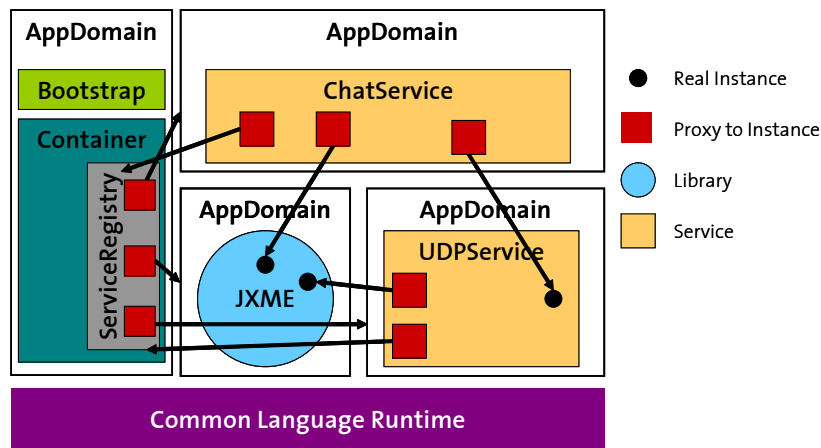 AppDomain
Bootstrap
Container
ServiceRegistry
AppDomain
ChatService
AppDomain
JXME
AppDomain
UDPService
Common Language Runtime
Real Instance
Proxy to Instance
Library
Service